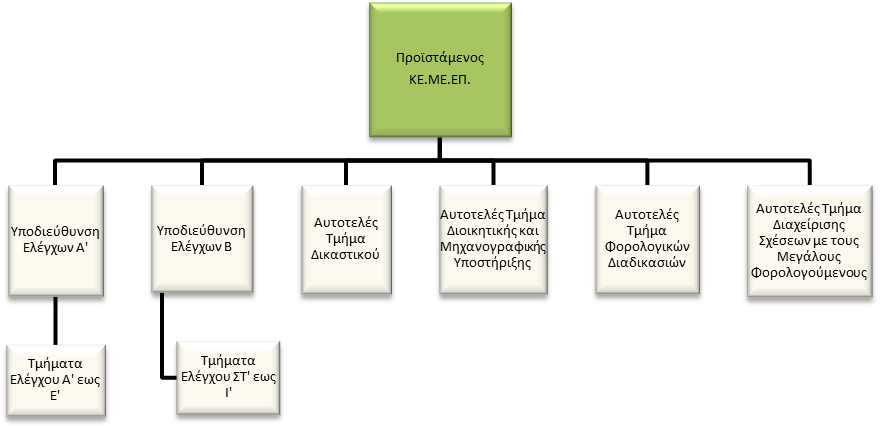 Προϊστάμενος
ΚΕ.ΜΕ.ΕΠ.
Υποδιεύθυνση
Ελέγχων Α'
Υποδιεύθυνση
Ελέγχων Β
Αυτοτελές
Τμήμα
Δικαστικού
Αυτοτελές Τμήμα
Διοικητικής και
Μηχανογραφικής
Υποστήριξης
Αυτοτελές
Τμήμα
Φορολογικών
Διαδικασιών
Αυτοτελές Τμήμα
Διαχείρισης
Σχέσεων με τους
Μεγάλους
Φορολογούμενους
Τμήματα
Ελέγχου Α' εως
Ε'
Τμήματα
Ελέγχου ΣΤ' εως
Ι'